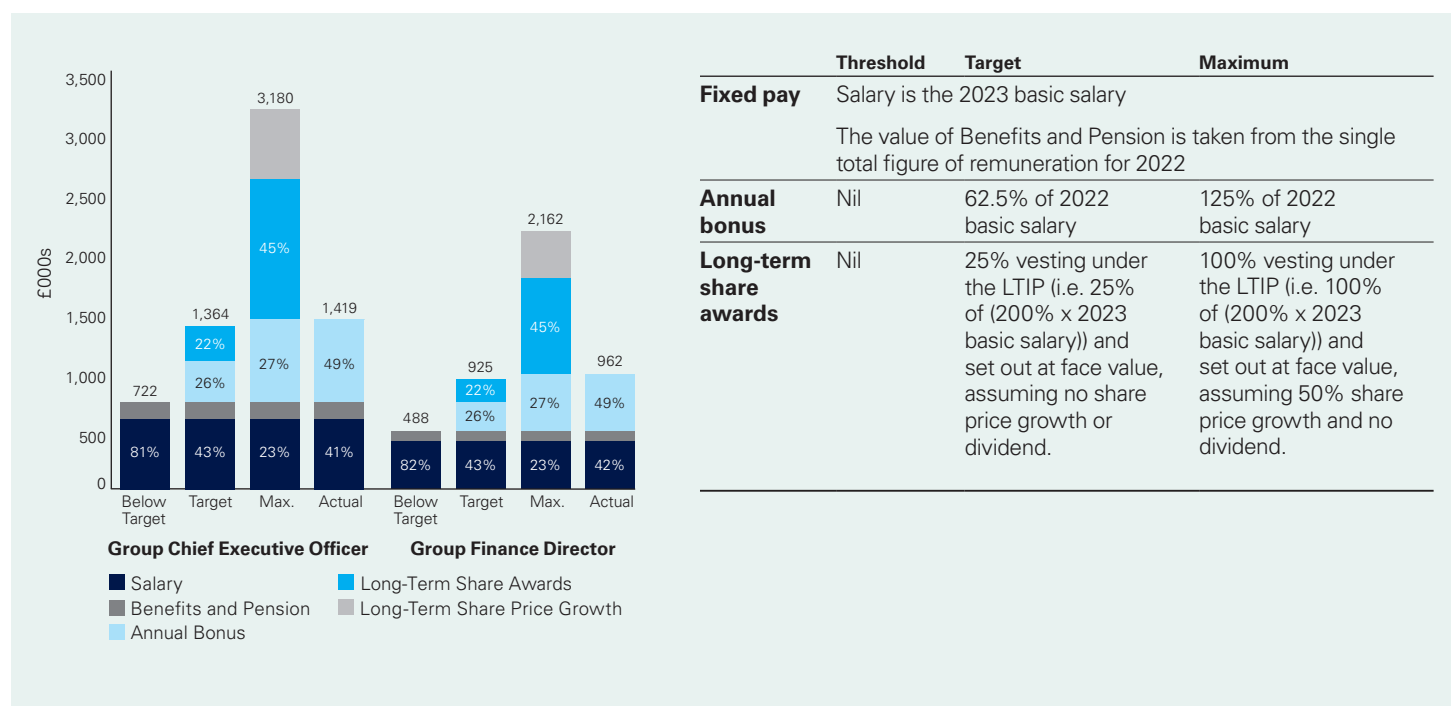 £000s
3,500
3,000
2,500
2,000
1,500
1,000
500
0
722
81%
1,364
22%
26%
43%
3,180
45%
27%
23%
1,419
49%
41%
488
82%
925
22%
26%
43%
2,162
45%
27%
23%
962
49%
42%
Below
Target
Target
Max.
Actual
Below
Target
Target
Max.
Actual
Group Chief Executive Officer
Group Finance Director
Salary
Benefits and Pension
Annual Bonus
Long-Term Share Awards
Long-Term Share Price Growth
Threshold Target Maximum
Fixed pay Salary is the 2023 basic salary
The value of Benefits and Pension is taken from the single
total figure of remuneration for 2022
Annual
bonus
Nil
62.5% of 2022
basic salary
125% of 2022
basic salary
Long-term
share
awards
Nil
25% vesting under
the LTIP (i.e. 25%
of (200% x 2023
basic salary)) and
set out at face value,
assuming no share
price growth or
dividend.
100% vesting under
the LTIP (i.e. 100%
of (200% x 2023
basic salary)) and
set out at face value,
assuming 50% share
price growth and no
dividend.